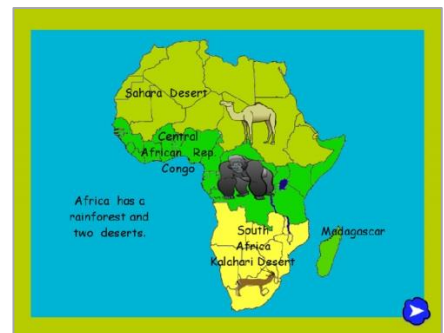 Sahara Desert
Central
African Rep.
Congo
Africa has a
rainforest and
two deserts.
South
Africa
Madagascar
Kalahari Desert